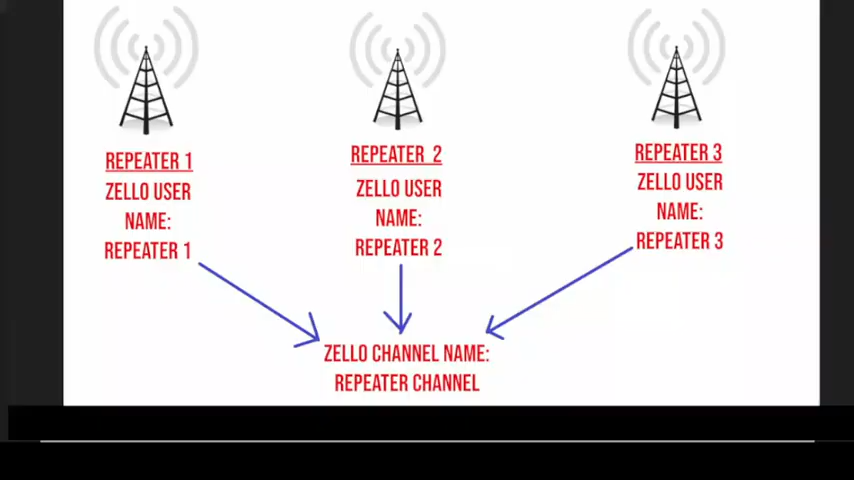 REPEATER 1
ZELLO USER
NAME:
REPEATER 1
REPEATER 2
ZELLO USER
NAME:
REPEATER 2
REPEATER 3
ZELLO USER
NAME:
REPEATER 3
ZELLO CHANNEL NAME:
REPEATER CHANNEL